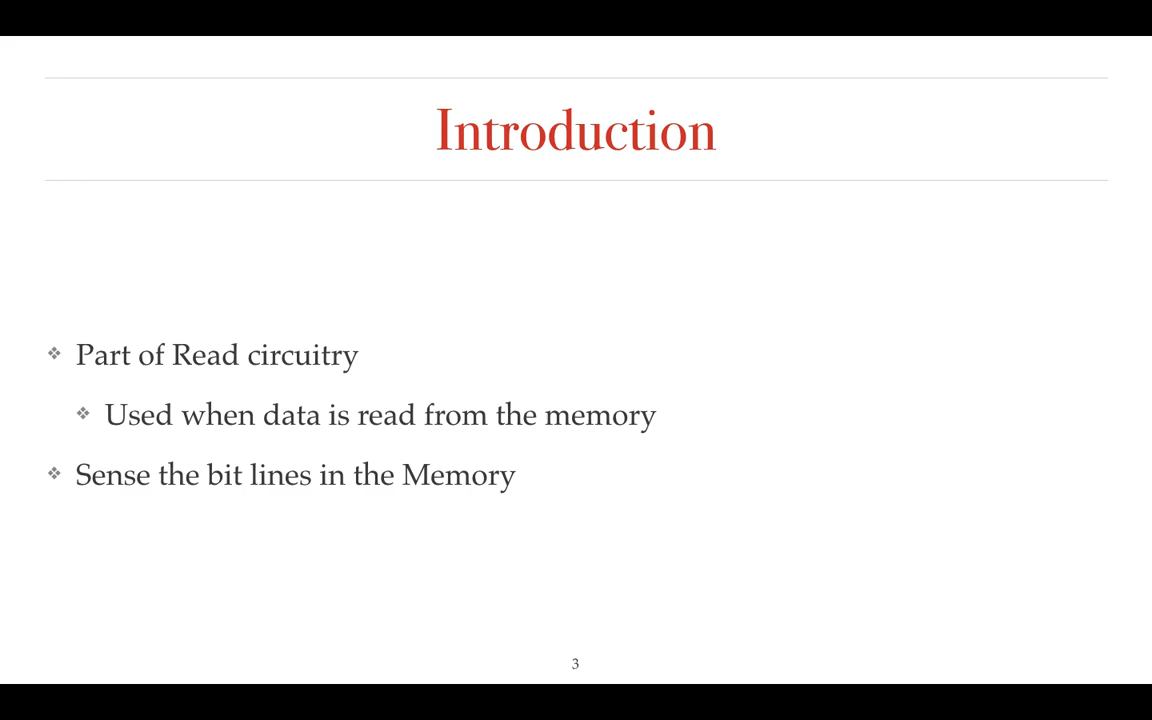 Introduction
Part of Read circuitry
Used when data is read from the memory
Sense the bit lines in the Memory
3